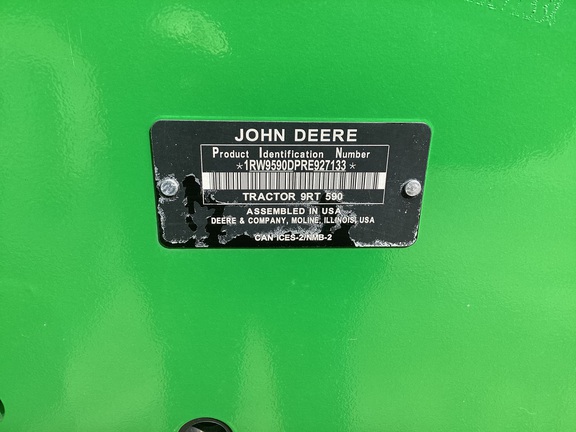 JOHN DEERE
Product Identification Number
*1RW9590DPRE927133*
TRACTOR 9RT 590
ASSEMBLED IN USA
DEERE & COMPANY, MOLINE, ILLINOIS, USA
CAN ICES-2/NMB-2